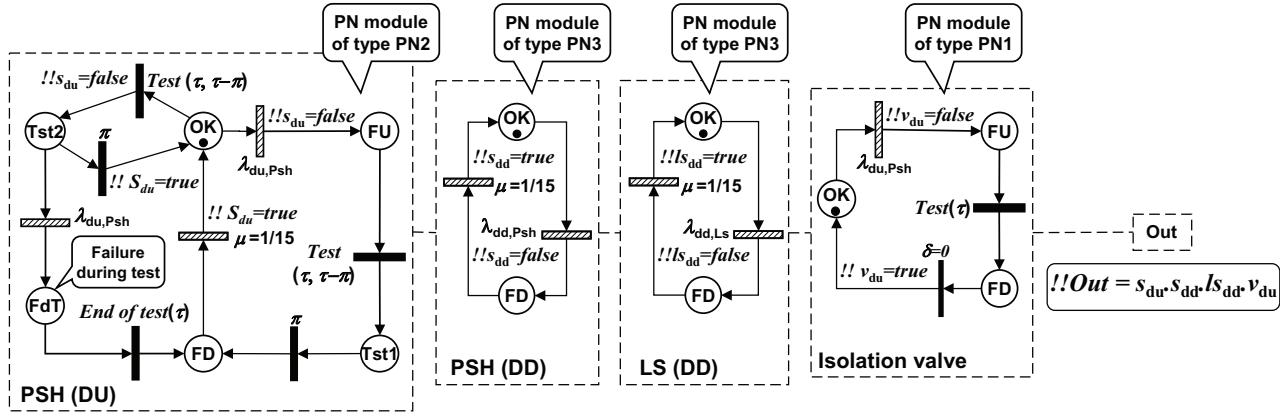 PN module
of type PN2
!!s_du=false
Test
(τ, τ−π)
Tst2
OK
π
!! S_du=true
λ_du,Psh
!!s_du=false
λ_du,Psh
FU
!! S_du=true
μ=1/15
Failure
during test
FdT
End of test(τ)
FD
π
Test
(τ, τ−π)
Tst1
PSH (DU)
PN module
of type PN3
OK
!!s_dd=true
μ=1/15
λ_dd,Psh
!!s_dd=false
FD
PSH (DD)
PN module
of type PN3
OK
!!ls_dd=true
μ=1/15
λ_dd,Ls
!!ls_dd=false
FD
LS (DD)
PN module
of type PN1
!!v_du=false
FU
λ_du,Psh
OK
Test(τ)
δ=0
!! v_du=true
FD
Isolation valve
Out
!!Out = s_du.s_dd.ls_dd.v_du